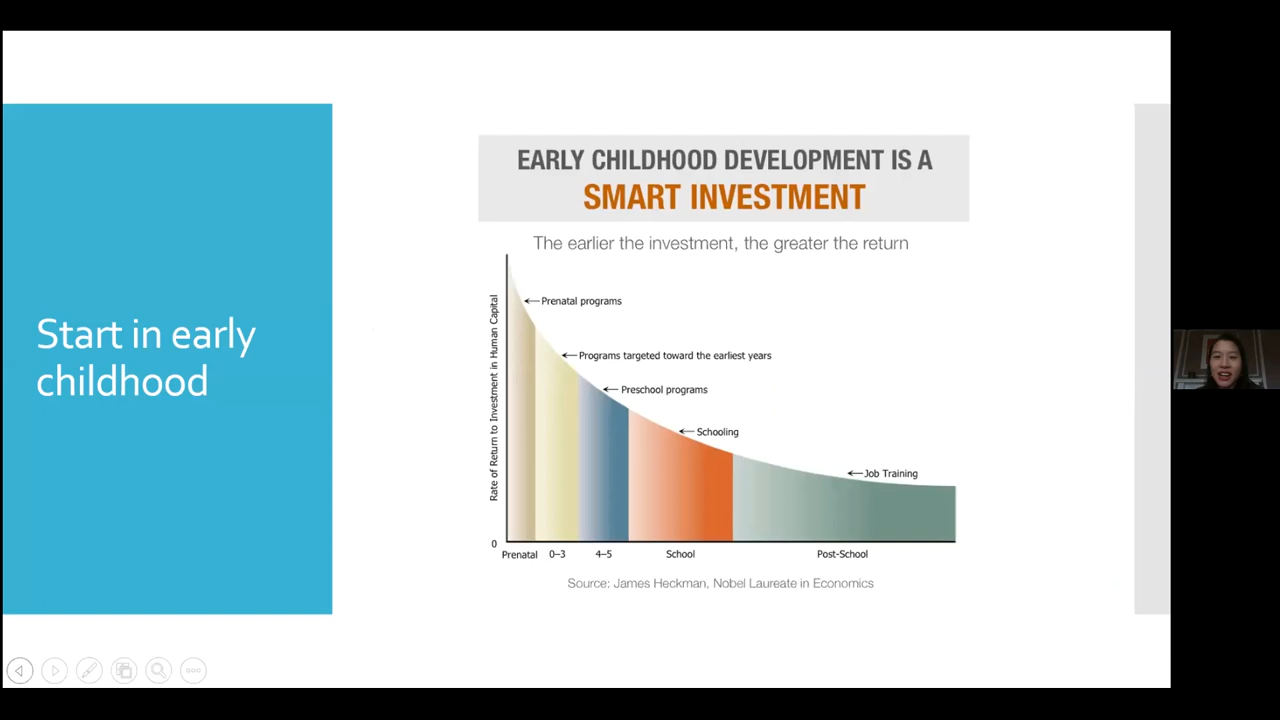 Start in early
childhood
EARLY CHILDHOOD DEVELOPMENT IS A
SMART INVESTMENT
The earlier the investment, the greater the return
Rate of Return to Investment in Human Capital
Prenatal programs
Programs targeted toward the earliest years
Preschool programs
Schooling
Job Training
0
Prenatal 0–3 4–5 School Post-School
Source: James Heckman, Nobel Laureate in Economics